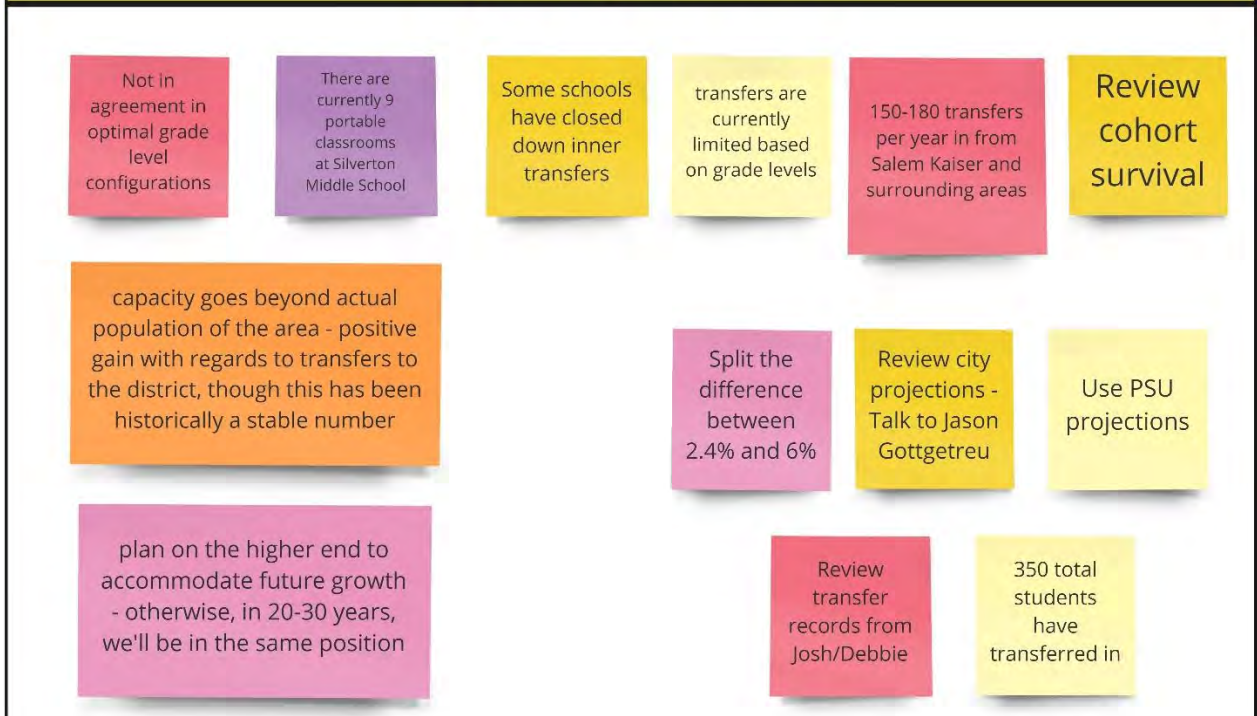 Not in
agreement in
optimal grade
level
configurations
There are
currently 9
portable
classrooms
at Silverton
Middle School
Some schools
have closed
down inner
transfers
transfers are
currently
limited based
on grade levels
150-180 transfers
per year in from
Salem Kaiser and
surrounding areas
Review
cohort
survival
capacity goes beyond actual
population of the area - positive
gain with regards to transfers to
the district, though this has been
historically a stable number
Split the
difference
between
2.4% and 6%
Review city
projections -
Talk to Jason
Gottgetreu
Use PSU
projections
plan on the higher end to
accommodate future growth
- otherwise, in 20-30 years,
we'll be in the same position
Review
transfer
records from
Josh/Debbie
350 total
students
have
transferred in